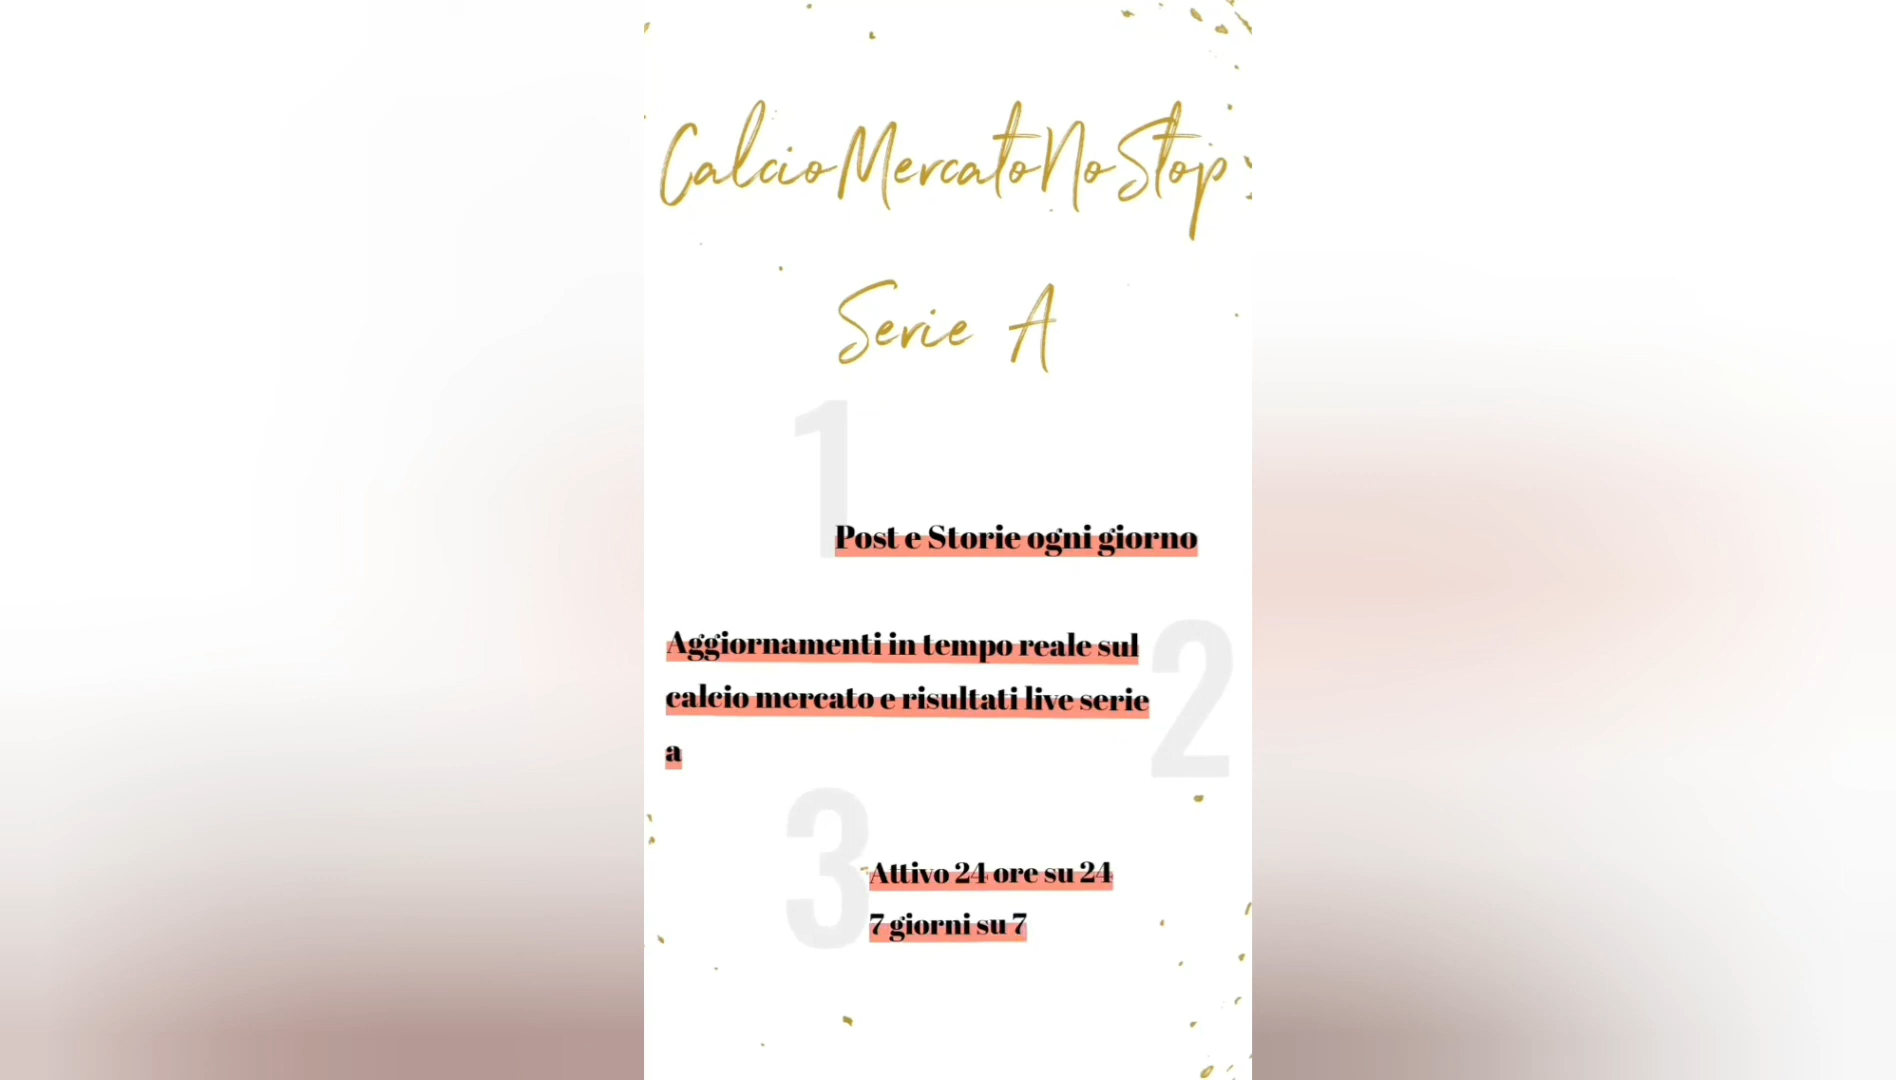 CalcioMercatoNoStop
Serie A
1
Post e Storie ogni giorno
Aggiornamenti in tempo reale sul
calcio mercato e risultati live serie
a
2
3
Attivo 24 ore su 24
7 giorni su 7